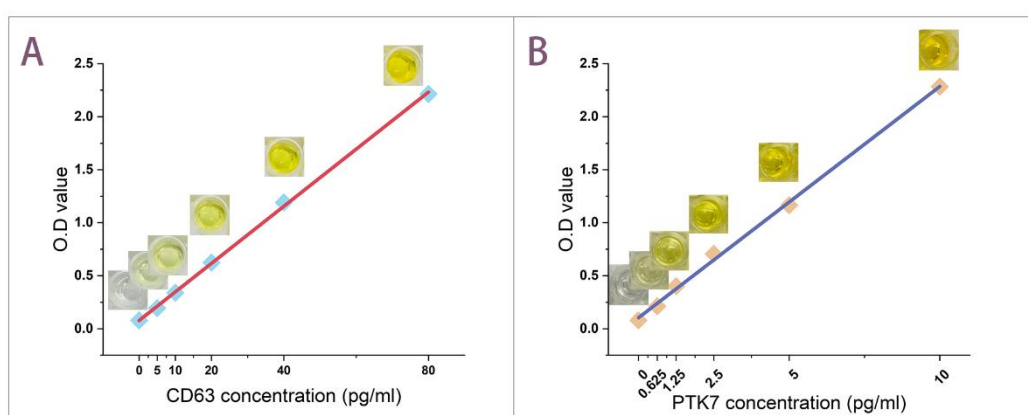 A
2.5
2.0
1.5
1.0
0.5
0.0
O.D value
0 5 10 20 40 80
CD63 concentration (pg/ml)
B
2.5
2.0
1.5
1.0
0.5
0.0
O.D value
0 0.625 1.25 2.5 5 10
PTK7 concentration (pg/ml)